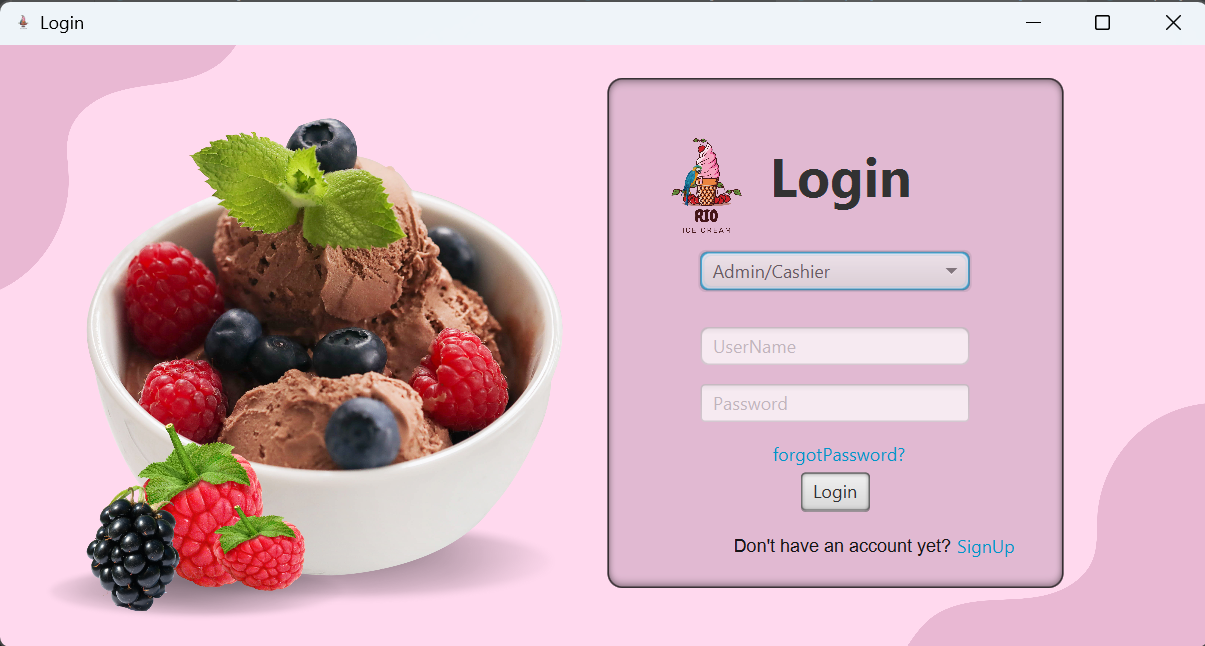 Login
RIO
ICE CREAM
Login
Admin/Cashier
UserName
Password
forgotPassword?
Login
Don't have an account yet? SignUp